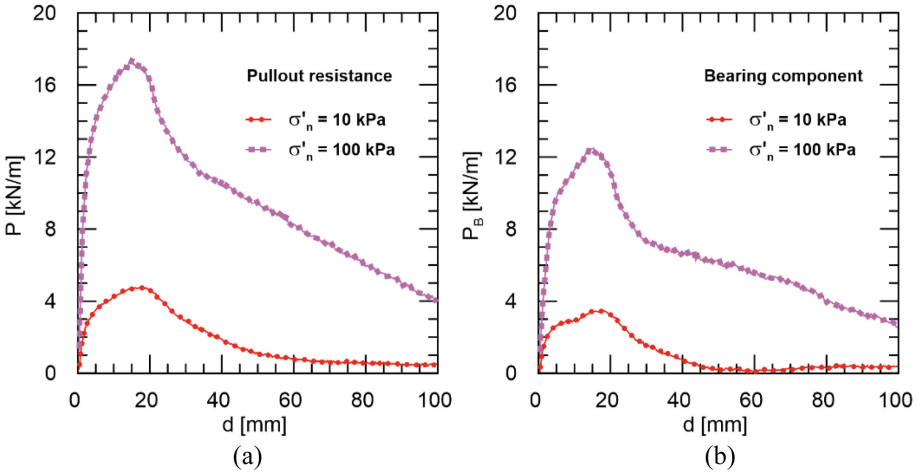 20
16
12
8
4
0
P [kN/m]
Pullout resistance
σ'n = 10 kPa
σ'n = 100 kPa
0 20 40 60 80 100
d [mm]
(a)
20
16
12
8
4
0
PB [kN/m]
Bearing component
σ'n = 10 kPa
σ'n = 100 kPa
0 20 40 60 80 100
d [mm]
(b)